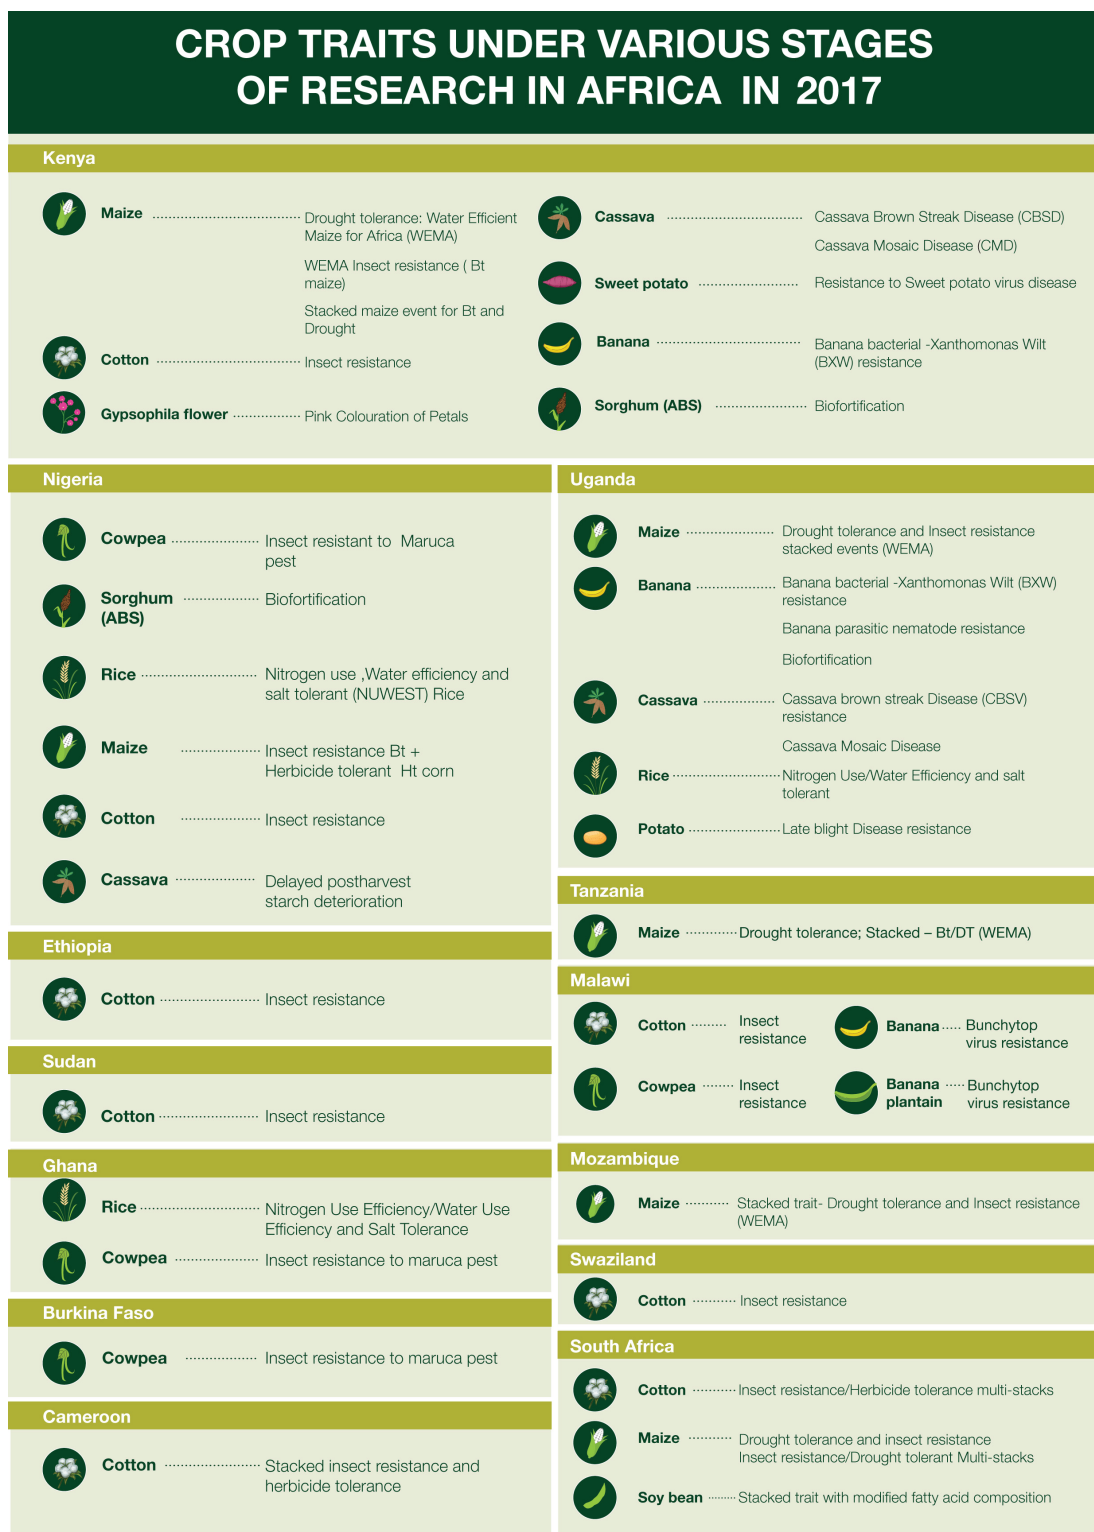 CROP TRAITS UNDER VARIOUS STAGES
OF RESEARCH IN AFRICA IN 2017
Kenya
Maize
Drought tolerance: Water Efficient
Maize for Africa (WEMA)
WEMA Insect resistance ( Bt
maize)
Stacked maize event for Bt and
Drought
Cotton
Insect resistance
Gypsophila flower
Pink Colouration of Petals
Cassava
Cassava Brown Streak Disease (CBSD)
Cassava Mosaic Disease (CMD)
Sweet potato
Resistance to Sweet potato virus disease
Banana
Banana bacterial -Xanthomonas Wilt
(BXW) resistance
Sorghum (ABS)
Biofortification
Nigeria
Cowpea
Insect resistant to Maruca
pest
Sorghum
(ABS)
Biofortification
Rice
Nitrogen use ,Water efficiency and
salt tolerant (NUWEST) Rice
Maize
Insect resistance Bt +
Herbicide tolerant Ht corn
Cotton
Insect resistance
Cassava
Delayed postharvest
starch deterioration
Ethiopia
Cotton
Insect resistance
Sudan
Cotton
Insect resistance
Ghana
Rice
Nitrogen Use Efficiency/Water Use
Efficiency and Salt Tolerance
Cowpea
Insect resistance to maruca pest
Burkina Faso
Cowpea
Insect resistance to maruca pest
Cameroon
Cotton
Stacked insect resistance and
herbicide tolerance
Uganda
Maize
Drought tolerance and Insect resistance
stacked events (WEMA)
Banana
Banana bacterial -Xanthomonas Wilt (BXW)
resistance
Banana parasitic nematode resistance
Biofortification
Cassava
Cassava brown streak Disease (CBSV)
resistance
Cassava Mosaic Disease
Rice
Nitrogen Use/Water Efficiency and salt
tolerant
Potato
Late blight Disease resistance
Tanzania
Maize
Drought tolerance; Stacked – Bt/DT (WEMA)
Malawi
Cotton
Insect
resistance
Cowpea
Insect
resistance
Banana
Bunchytop
virus resistance
Banana
plantain
Bunchytop
virus resistance
Mozambique
Maize
Stacked trait- Drought tolerance and Insect resistance
(WEMA)
Swaziland
Cotton
Insect resistance
South Africa
Cotton
Insect resistance/Herbicide tolerance multi-stacks
Maize
Drought tolerance and insect resistance
Insect resistance/Drought tolerant Multi-stacks
Soy bean
Stacked trait with modified fatty acid composition